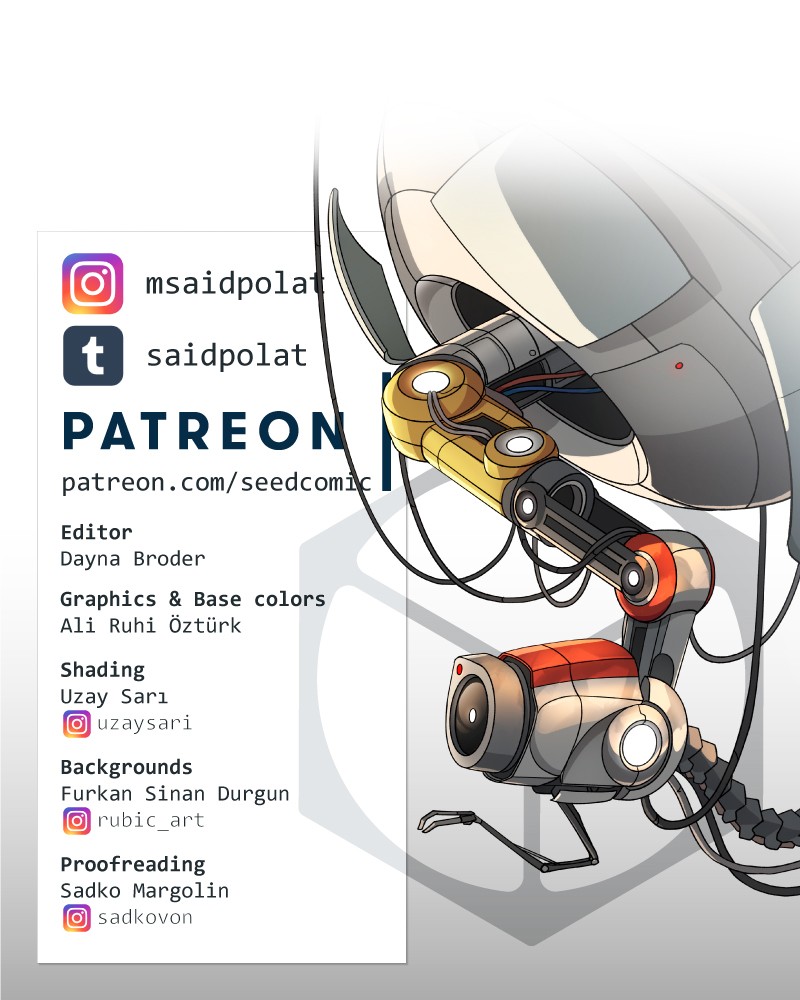 msaidpolat
t
saidpolat
PATREON
patreon.com/seedcomic
Editor
Dayna Broder
Graphics & Base colors
Ali Ruhi Öztürk
Shading
Uzay Sarı
uzaysari
Backgrounds
Furkan Sinan Durgun
rubic_art
Proofreading
Sadko Margolin
sadkovon